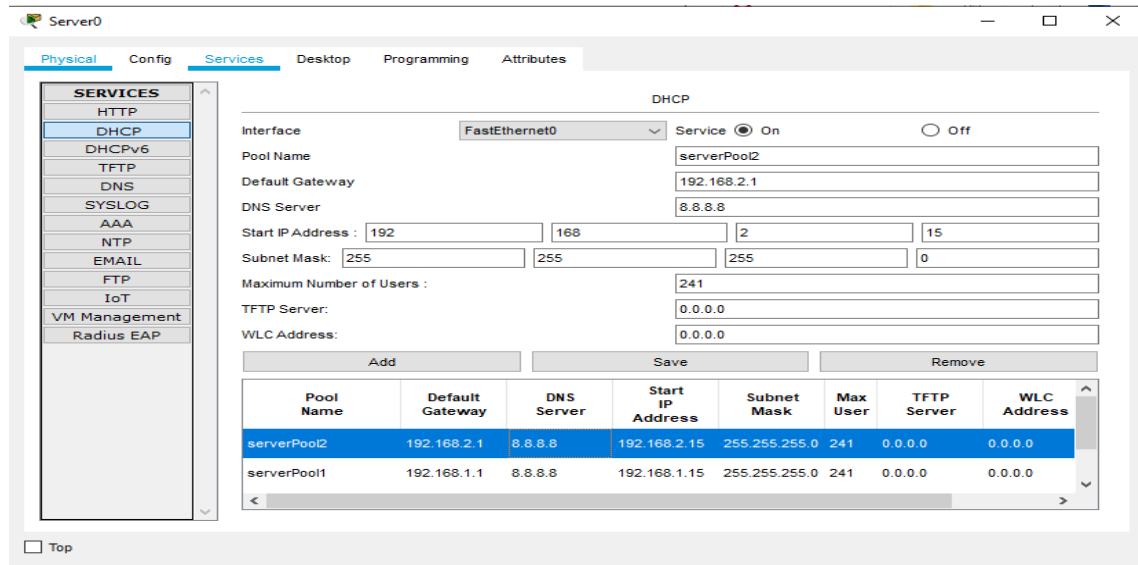 Server0
Physical Config Services Desktop Programming Attributes
SERVICES
HTTP
DHCP
DHCPv6
TFTP
DNS
SYSLOG
AAA
NTP
EMAIL
FTP
IoT
VM Management
Radius EAP
DHCP
Interface FastEthernet0 Service On Off
Pool Name serverPool2
Default Gateway 192.168.2.1
DNS Server 8.8.8.8
Start IP Address : 192 168 2 15
Subnet Mask: 255 255 255 0
Maximum Number of Users : 241
TFTP Server: 0.0.0.0
WLC Address: 0.0.0.0
Add Save Remove
Pool Name Default Gateway DNS Server Start IP Address Subnet Mask Max User TFTP Server WLC Address
serverPool2 192.168.2.1 8.8.8.8 192.168.2.15 255.255.255.0 241 0.0.0.0 0.0.0.0
serverPool1 192.168.1.1 8.8.8.8 192.168.1.15 255.255.255.0 241 0.0.0.0 0.0.0.0
Top